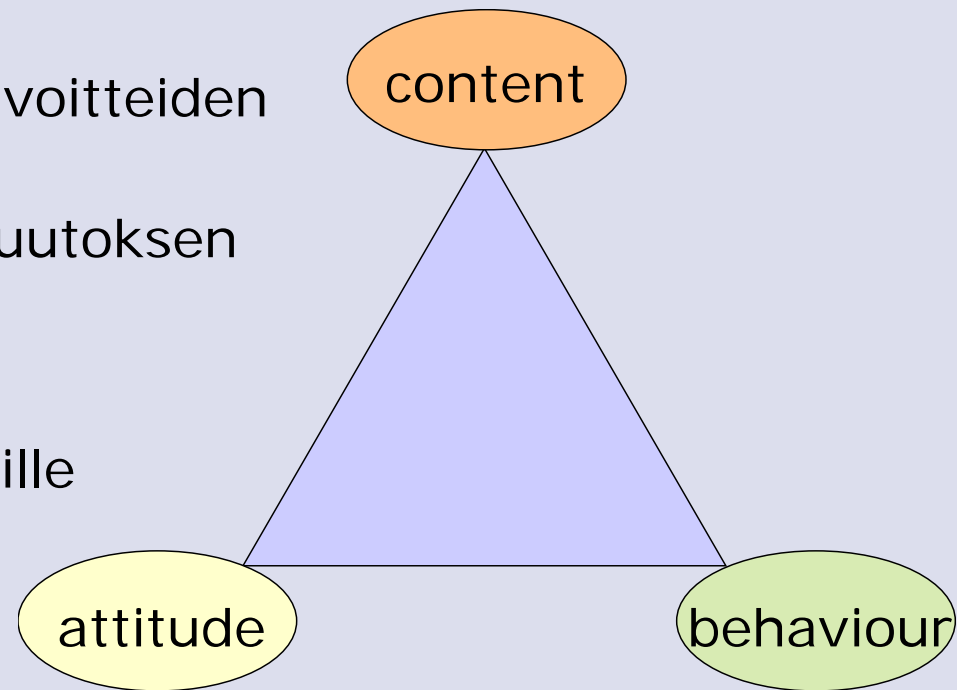 content
voitteiden
uutoksen
ille
attitude
behaviour